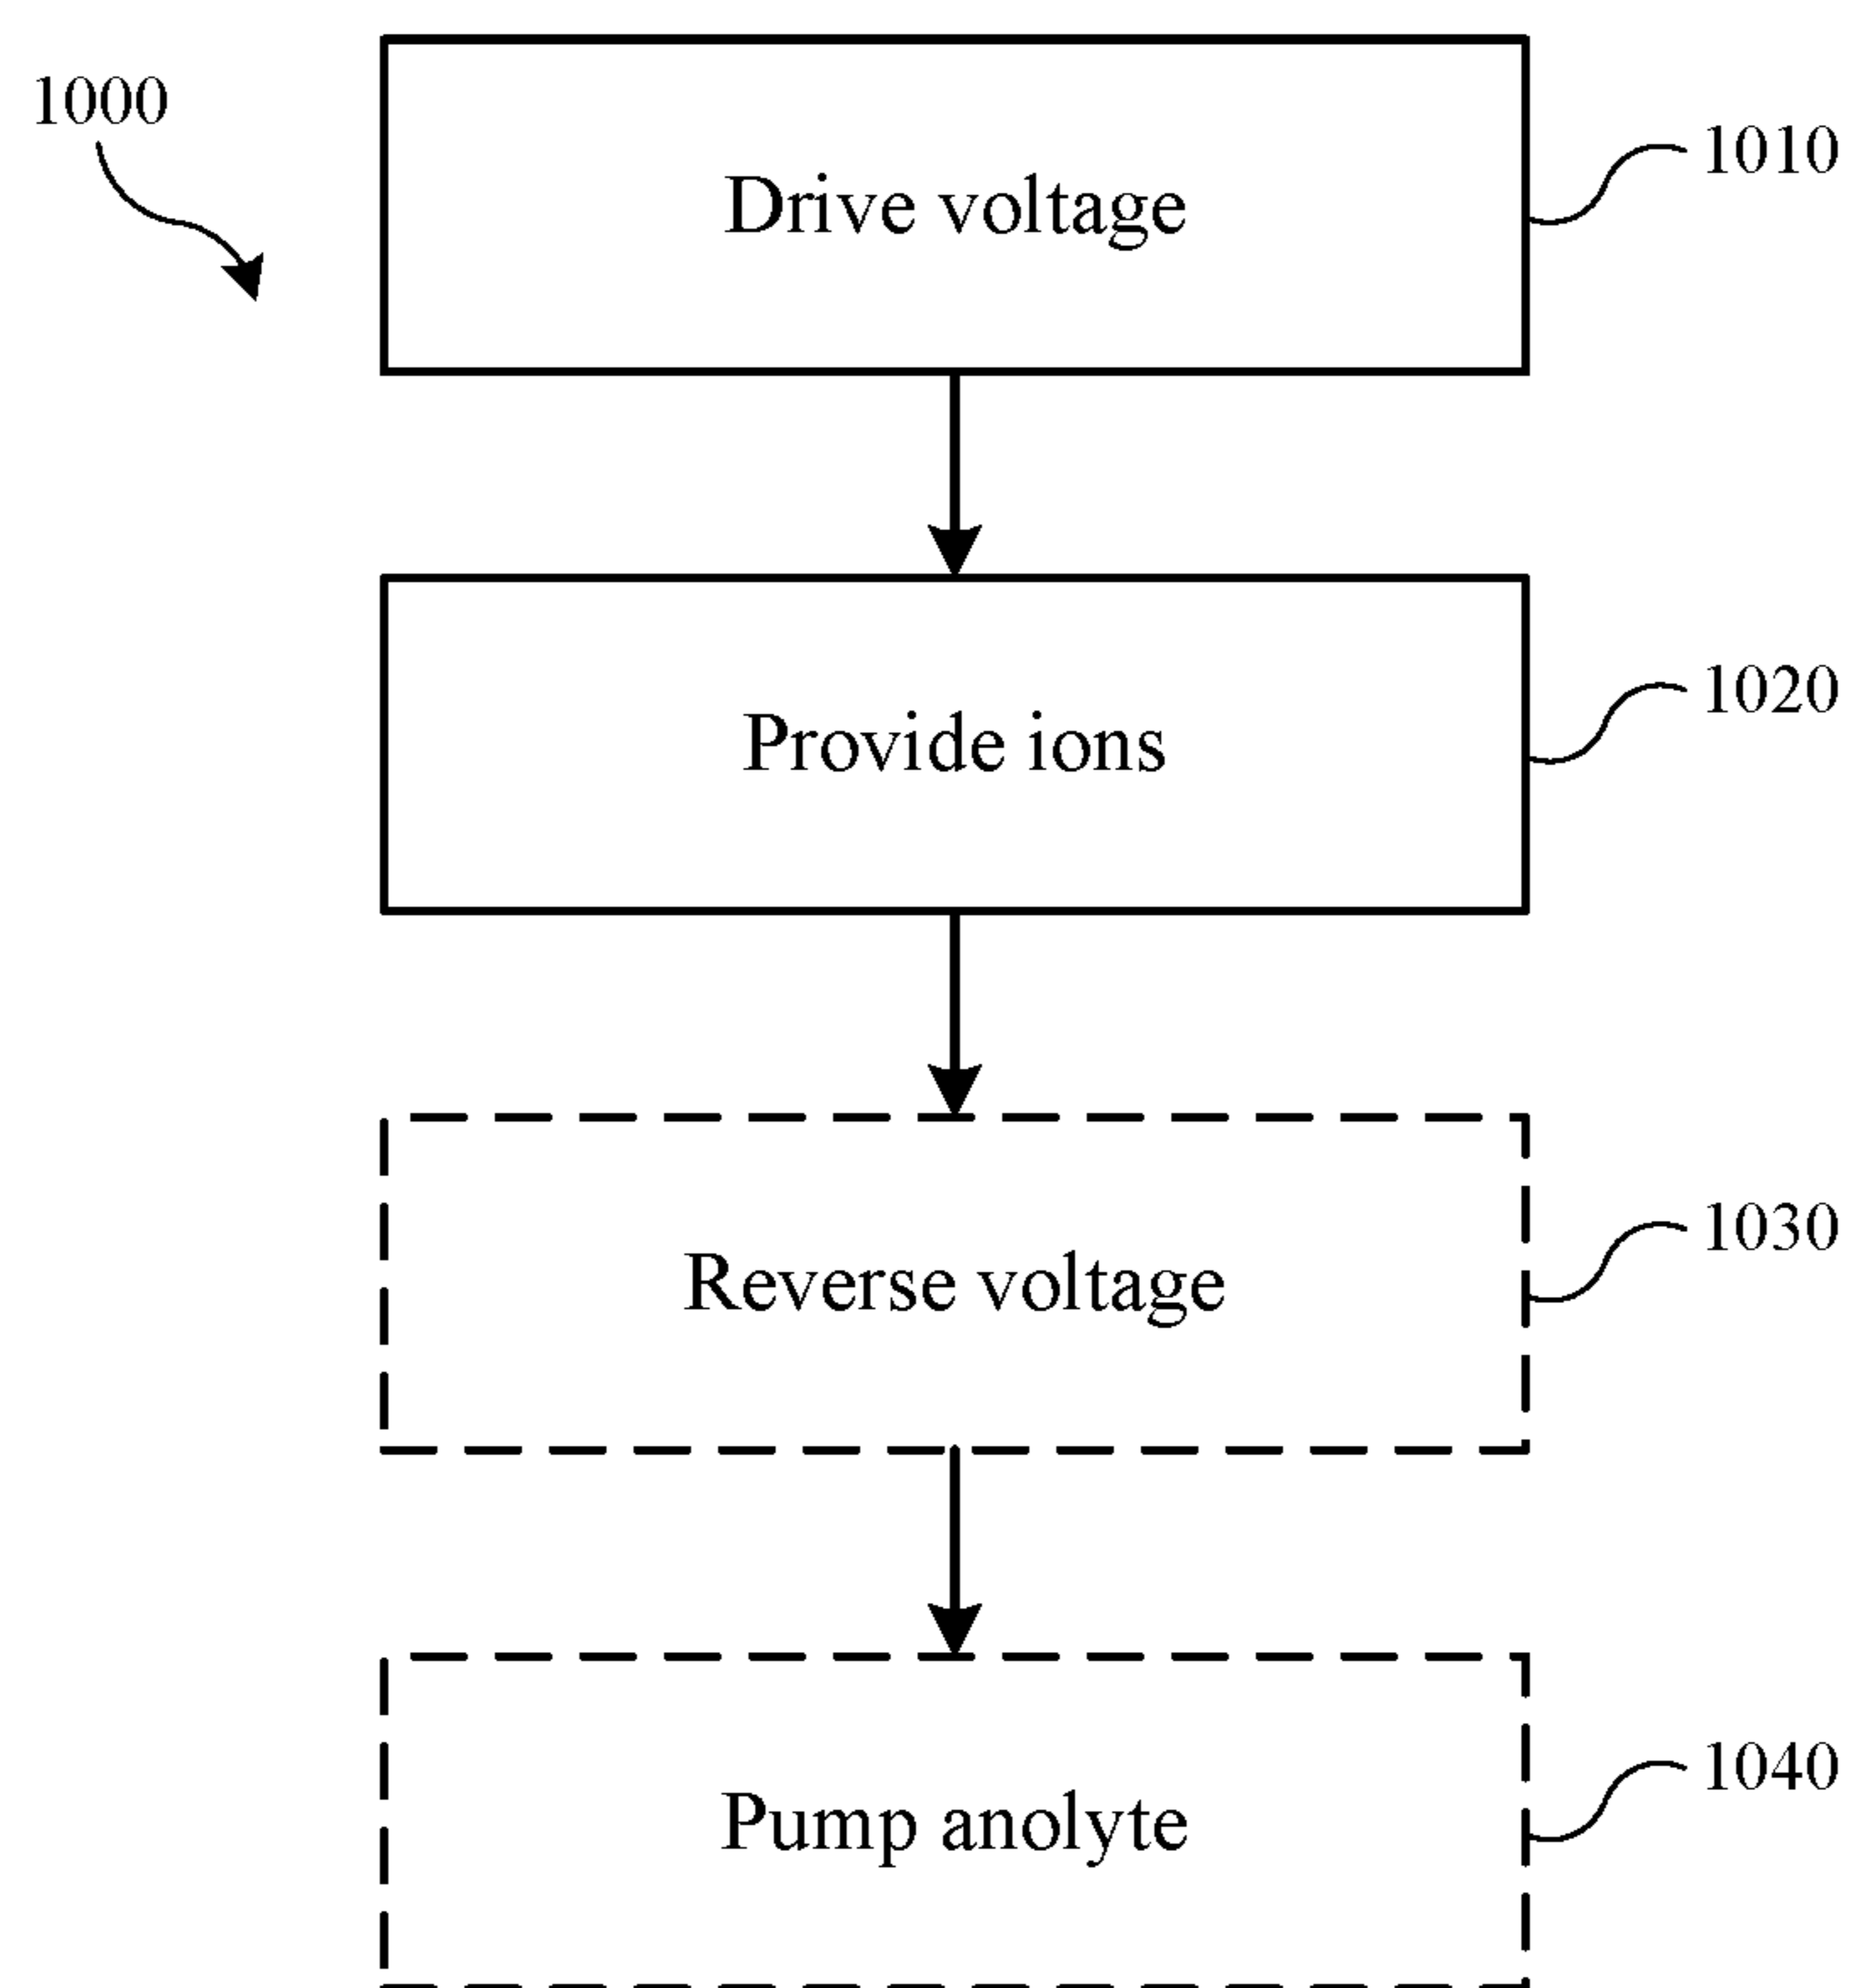 1000
Drive voltage
1010
Provide ions
1020
Reverse voltage
1030
Pump anolyte
1040